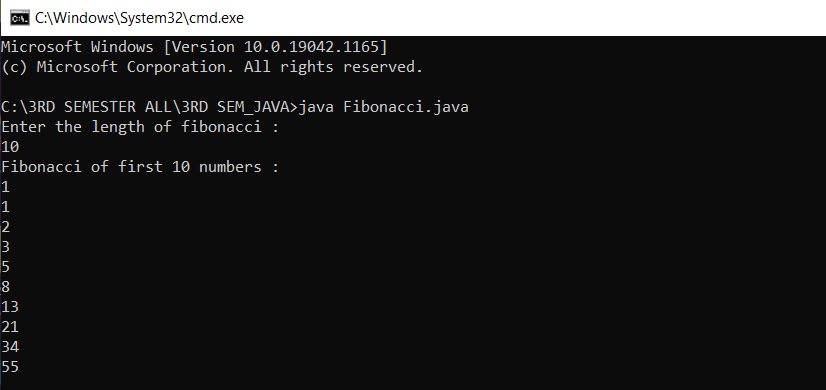 C:\Windows\System32\cmd.exe
Microsoft Windows [Version 10.0.19042.1165]
(c) Microsoft Corporation. All rights reserved.
C:\3RD SEMESTER ALL\3RD SEM_JAVA>java Fibonacci.java
Enter the length of fibonacci :
10
Fibonacci of first 10 numbers :
1
1
2
3
5
8
13
21
34
55